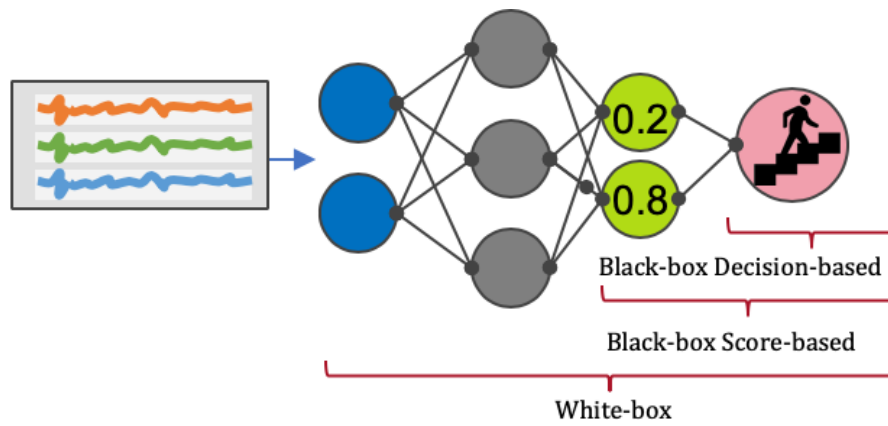 0.2
0.8
Black-box Decision-based
Black-box Score-based
White-box